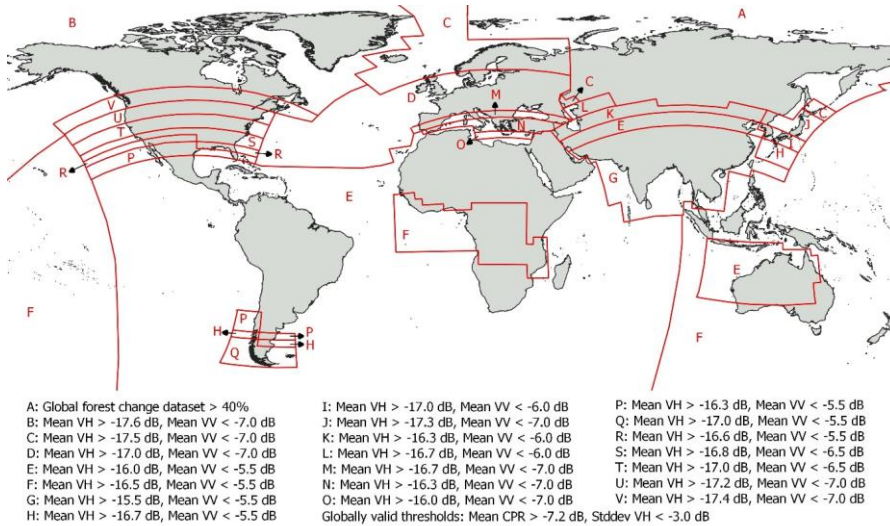 B
C
A
V
U
T
S
R
R
P
D
M
N
O
C
L
K
E
J
C
I
H
G
E
F
E
F
F
P
H
P
H
Q
A: Global forest change dataset > 40%
B: Mean VH > -17.6 dB, Mean VV < -7.0 dB
C: Mean VH > -17.5 dB, Mean VV < -7.0 dB
D: Mean VH > -17.0 dB, Mean VV < -7.0 dB
E: Mean VH > -16.0 dB, Mean VV < -5.5 dB
F: Mean VH > -16.5 dB, Mean VV < -5.5 dB
G: Mean VH > -15.5 dB, Mean VV < -5.5 dB
H: Mean VH > -16.7 dB, Mean VV < -5.5 dB
I: Mean VH > -17.0 dB, Mean VV < -6.0 dB
J: Mean VH > -17.3 dB, Mean VV < -7.0 dB
K: Mean VH > -16.3 dB, Mean VV < -6.0 dB
L: Mean VH > -16.7 dB, Mean VV < -6.0 dB
M: Mean VH > -16.7 dB, Mean VV < -7.0 dB
N: Mean VH > -16.3 dB, Mean VV < -7.0 dB
O: Mean VH > -16.0 dB, Mean VV < -7.0 dB
P: Mean VH > -16.3 dB, Mean VV < -5.5 dB
Q: Mean VH > -17.0 dB, Mean VV < -5.5 dB
R: Mean VH > -16.6 dB, Mean VV < -5.5 dB
S: Mean VH > -16.8 dB, Mean VV < -6.5 dB
T: Mean VH > -17.0 dB, Mean VV < -6.5 dB
U: Mean VH > -17.2 dB, Mean VV < -7.0 dB
V: Mean VH > -17.4 dB, Mean VV < -7.0 dB
Globally valid thresholds: Mean CPR > -7.2 dB, Stddev VH < -3.0 dB